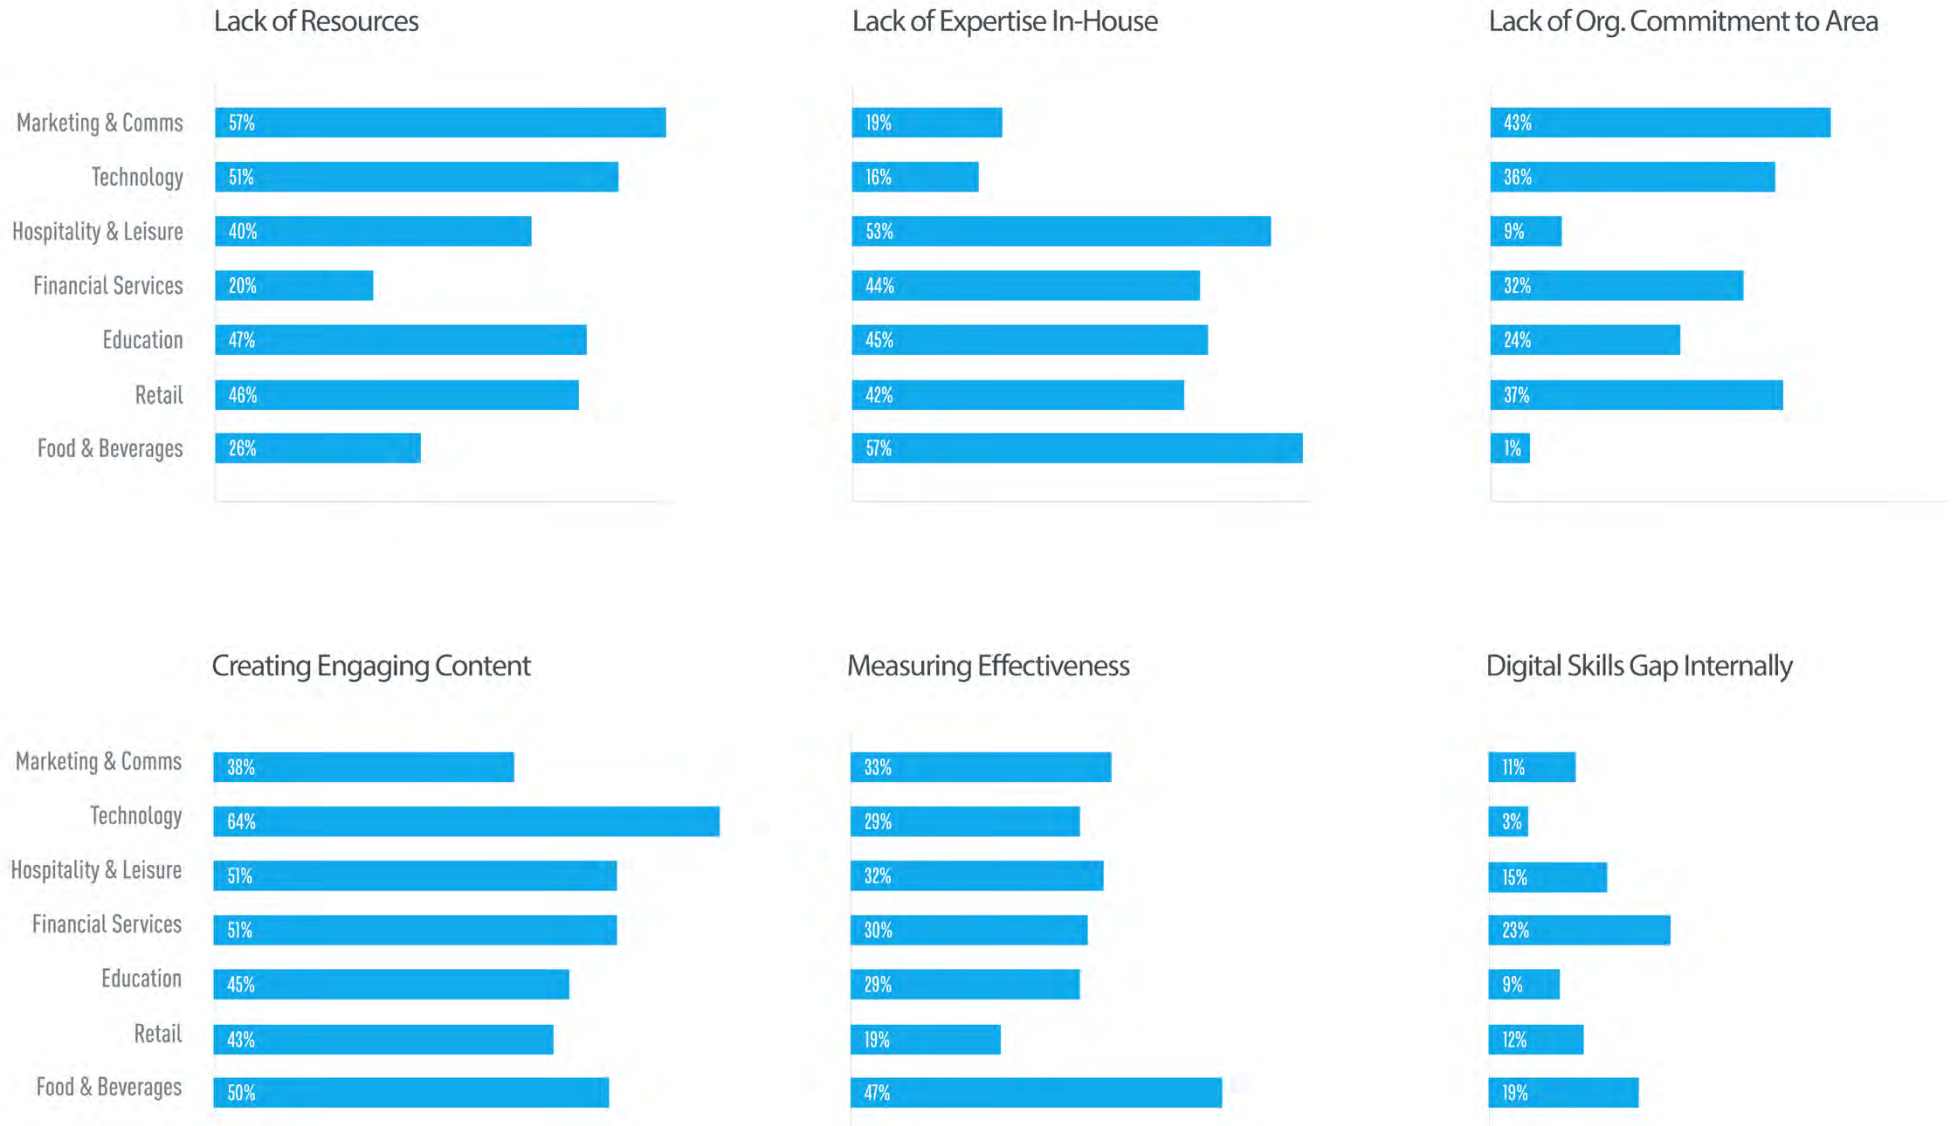 Lack of Resources Lack of Expertise In-House Lack of Org. Commitment to Area
Marketing & Comms 57% 19% 43%
Technology 51% 16% 36%
Hospitality & Leisure 40% 53% 9%
Financial Services 20% 44% 32%
Education 47% 45% 24%
Retail 46% 42% 37%
Food & Beverages 26% 57% 1%
Creating Engaging Content Measuring Effectiveness Digital Skills Gap Internally
Marketing & Comms 38% 33% 11%
Technology 64% 29% 3%
Hospitality & Leisure 51% 32% 15%
Financial Services 51% 30% 23%
Education 45% 29% 9%
Retail 43% 19% 12%
Food & Beverages 50% 47% 19%